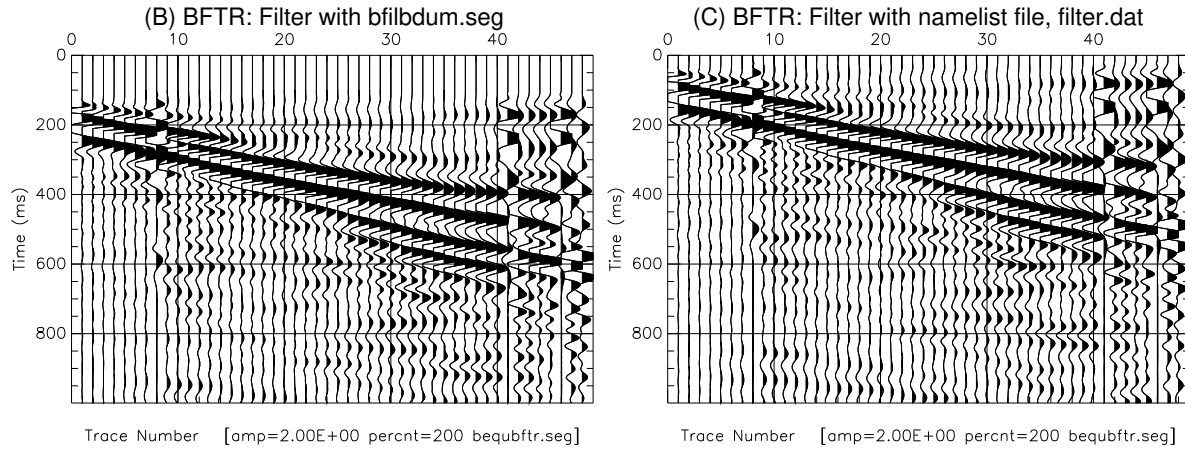 (B) BFTR: Filter with bfilbdum.seg
0 10 20 30 40
0
200
400
600
800
Time (ms)
Trace Number [amp=2.00E+00 percnt=200 bequbftr.seg]
(C) BFTR: Filter with namelist file, filter.dat
0 10 20 30 40
0
200
400
600
800
Time (ms)
Trace Number [amp=2.00E+00 percnt=200 bequbftr.seg]